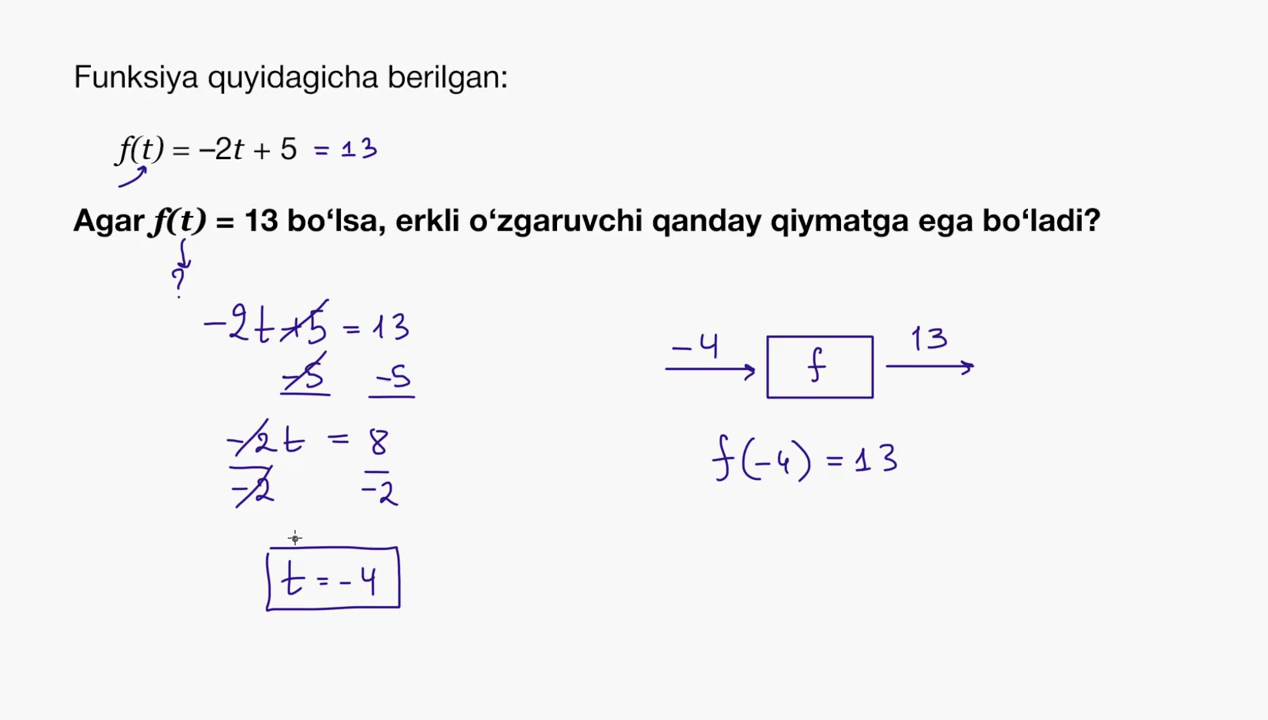 Funksiya quyidagicha berilgan:
f(t) = –2t + 5 = 13
Agar f(t) = 13 bo‘lsa, erkli o‘zgaruvchi qanday qiymatga ega bo‘ladi?
?
-2t+5 = 13
-5 -5
-2t = 8
-2 -2
t = -4
-4 f 13
f(-4) = 13